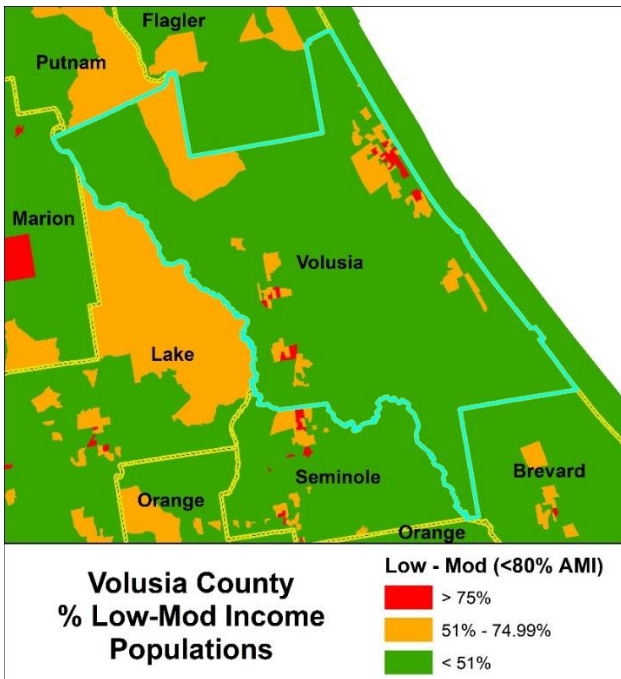 Flagler
Putnam
Marion
Volusia
Lake
Seminole
Brevard
Orange
Orange
Volusia County
% Low-Mod Income
Populations
Low - Mod (<80% AMI)
> 75%
51% - 74.99%
< 51%